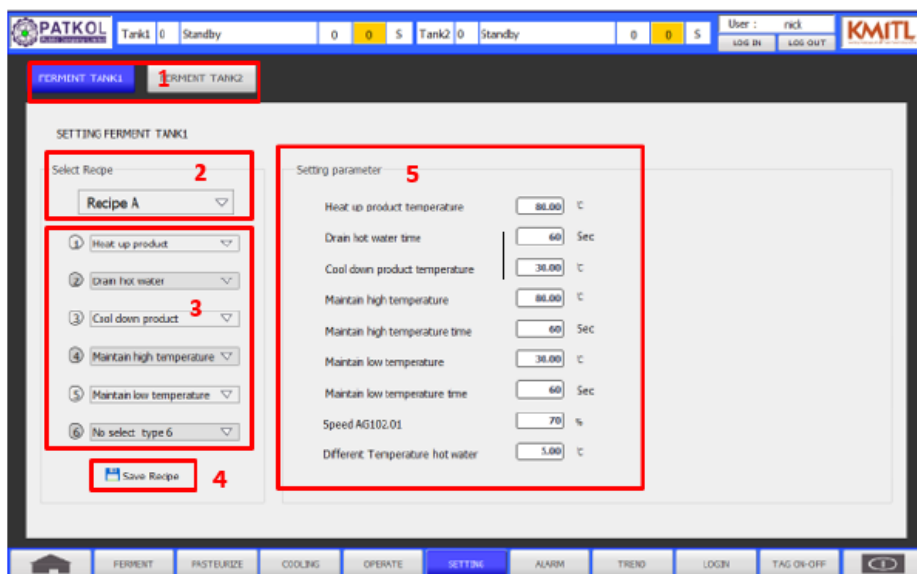 PATKOL
Tank1 0 Standby 0 0 S Tank2 0 Standby 0 0 S
User : nick
LOG IN LOG OUT
KMITL
FERMENT TANK1 1 FERMENT TANK2
SETTING FERMENT TANK1
Select Recipe 2
Recipe A
1 Heat up product
2 Drain hot water
3 Cool down product 3
4 Maintain high temperature
5 Maintain low temperature
6 No select type 6
Save Recipe 4
Setting parameter 5
Heat up product temperature 80.00 °C
Drain hot water time 60 Sec
Cool down product temperature 30.00 °C
Maintain high temperature 80.00 °C
Maintain high temperature time 60 Sec
Maintain low temperature 30.00 °C
Maintain low temperature time 60 Sec
Speed AG102.01 70 %
Different Temperature hot water 5.00 °C
FERMENT PASTEURIZE COOLING OPERATE SETTING ALARM TREND LOGIN TAG ON-OFF